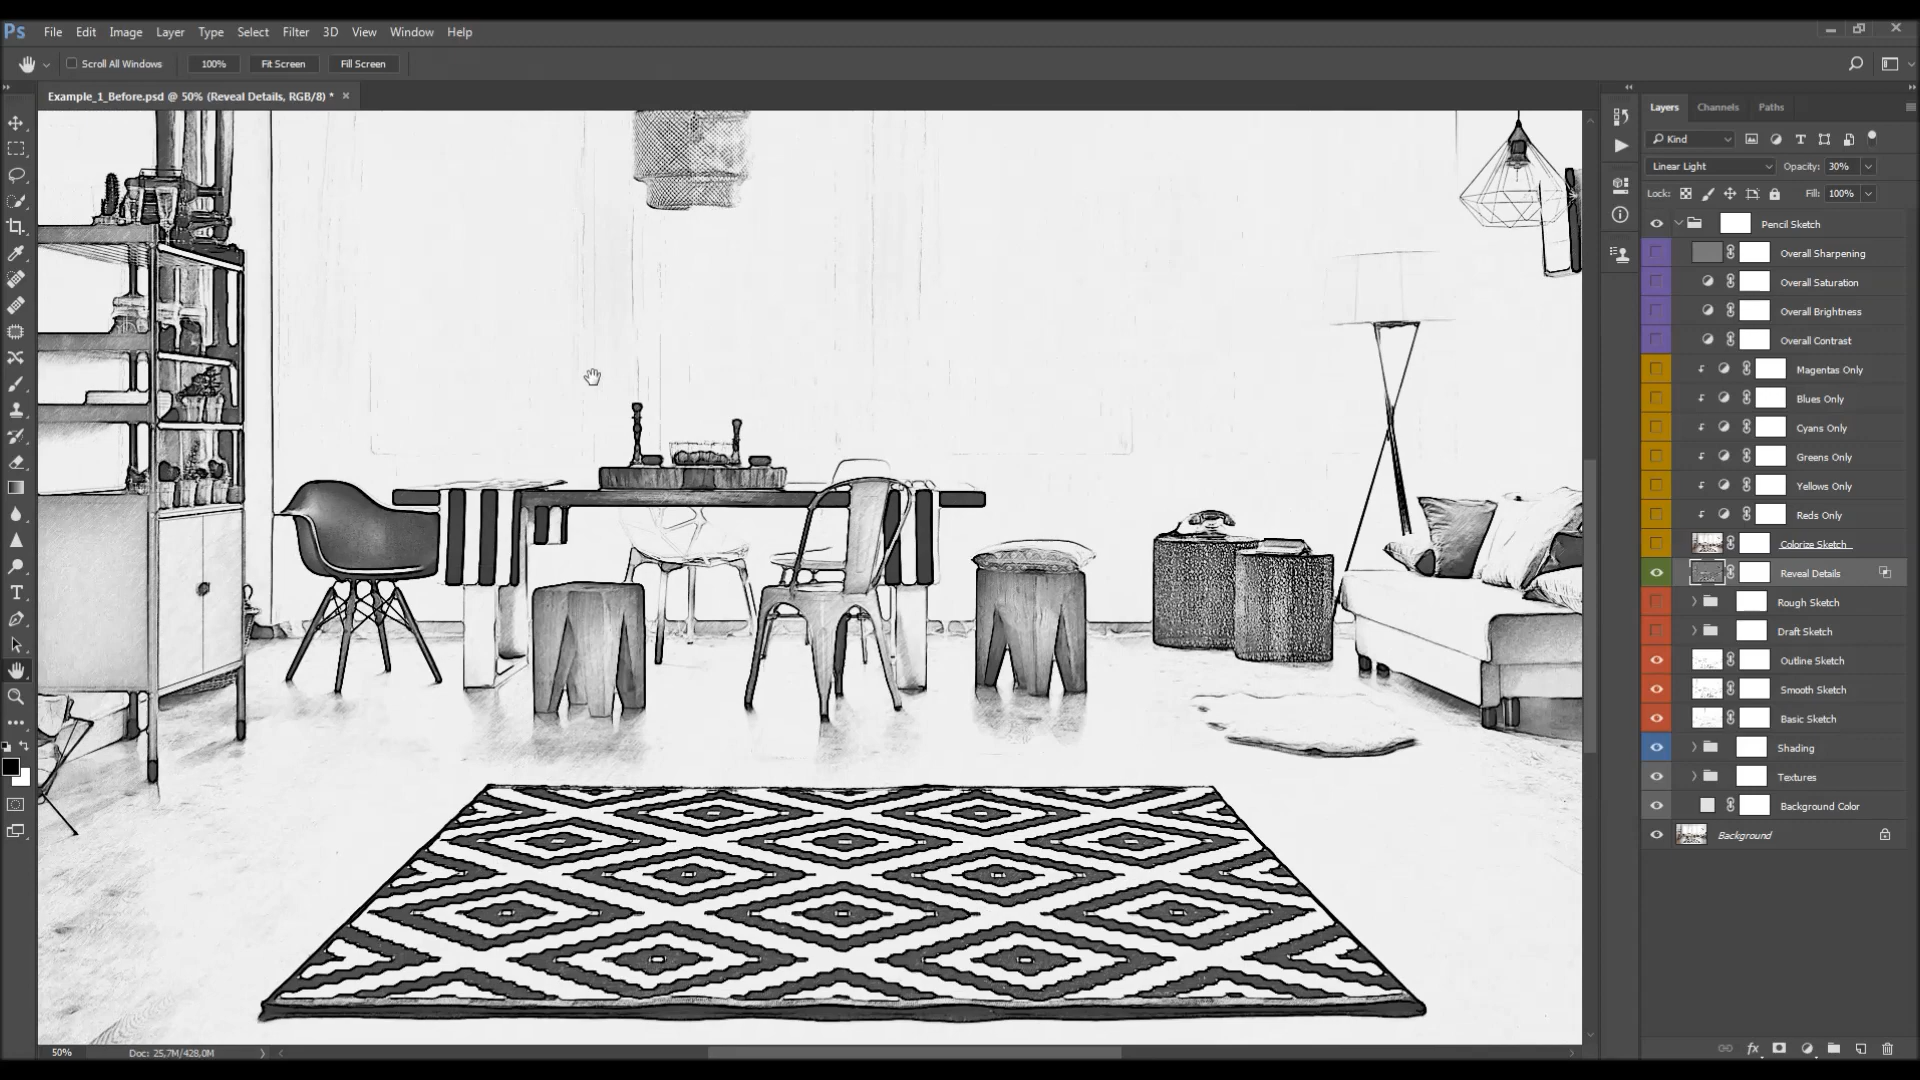 Ps File Edit Image Layer Type Select Filter 3D View Window Help
Scroll All Windows 100% Fit Screen Fill Screen
Example_1_Before.psd @ 50% (Reveal Details, RGB/8) *
Layers Channels Paths
Kind
Linear Light Opacity: 30%
Lock: Fill: 100%
Pencil Sketch
Overall Sharpening
Overall Saturation
Overall Brightness
Overall Contrast
Magentas Only
Blues Only
Cyans Only
Greens Only
Yellows Only
Reds Only
Colorize Sketch
Reveal Details
Rough Sketch
Draft Sketch
Outline Sketch
Smooth Sketch
Basic Sketch
Shading
Textures
Background Color
Background
50% Doc: 25,7M/428,0M